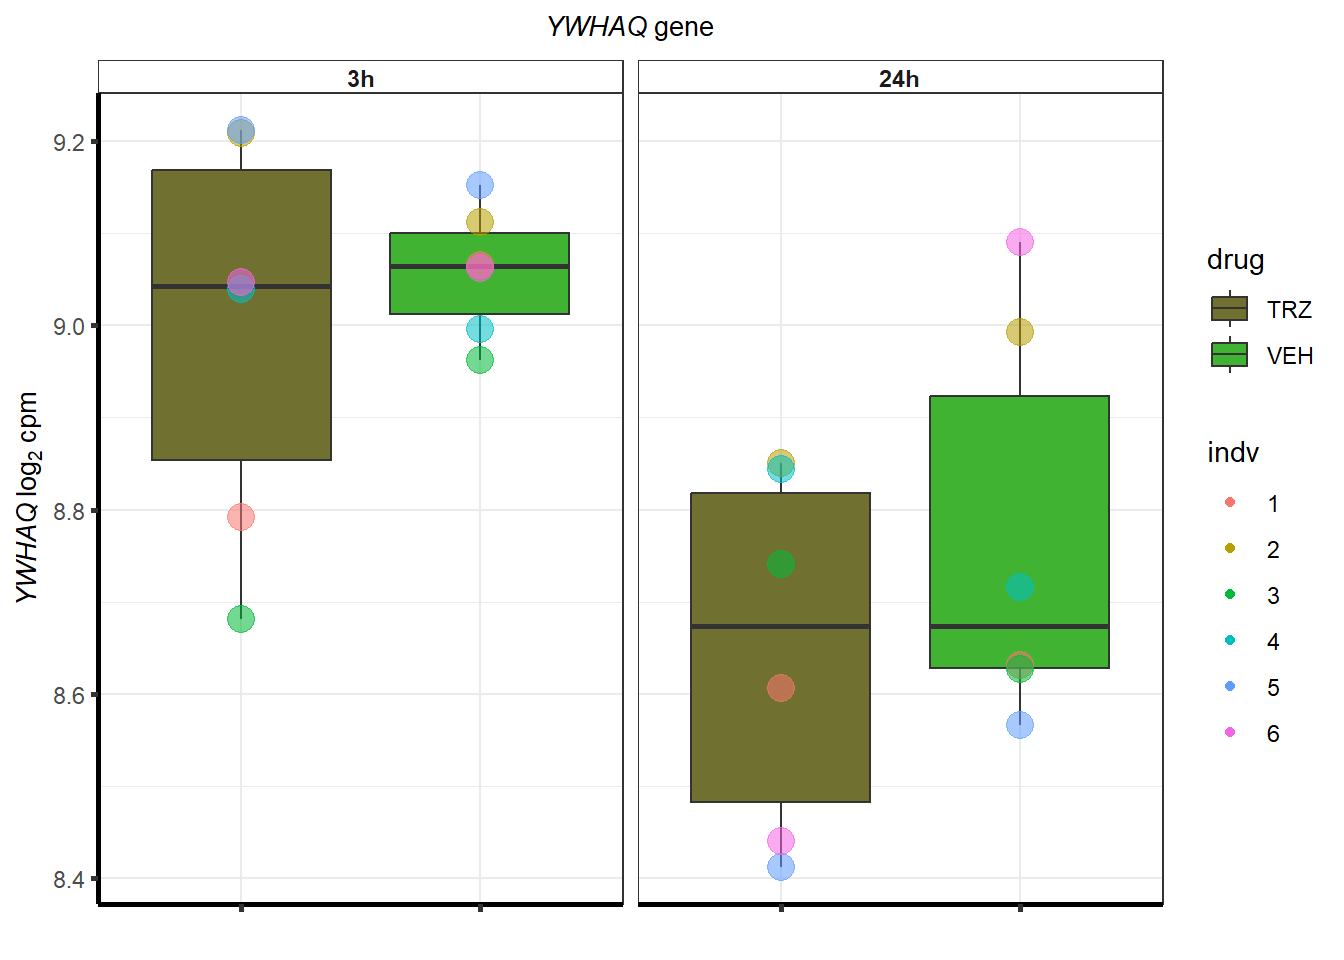 YWHAQ gene
3h
24h
9.2
9.0
8.8
8.6
8.4
YWHAQ log₂ cpm
drug
TRZ
VEH
indv
1
2
3
4
5
6